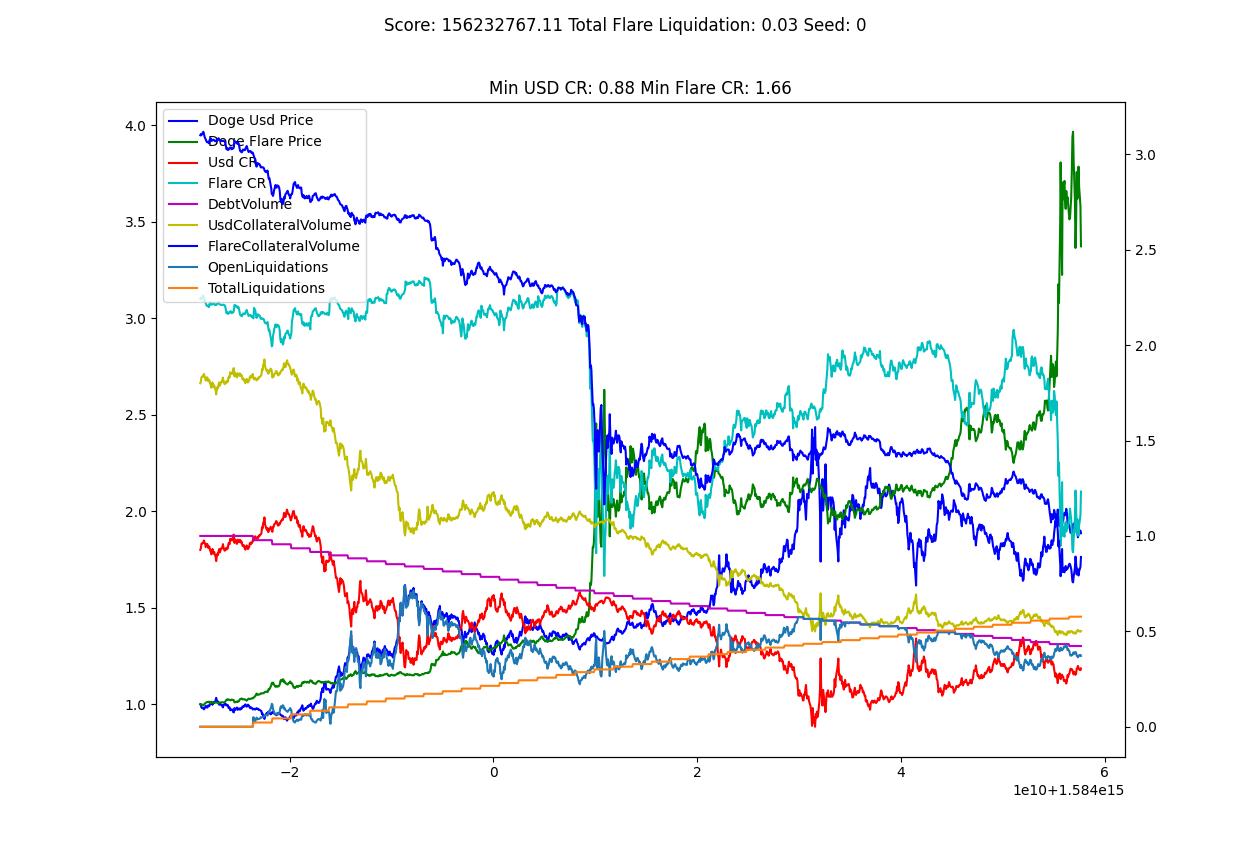 Score: 156232767.11 Total Flare Liquidation: 0.03 Seed: 0
Min USD CR: 0.88 Min Flare CR: 1.66
Doge Usd Price
Doge Flare Price
Usd CR
Flare CR
DebtVolume
UsdCollateralVolume
FlareCollateralVolume
OpenLiquidations
TotalLiquidations
4.0
3.5
3.0
2.5
2.0
1.5
1.0
3.0
2.5
2.0
1.5
1.0
0.5
0.0
−2 0 2 4 6
1e10+1.584e15